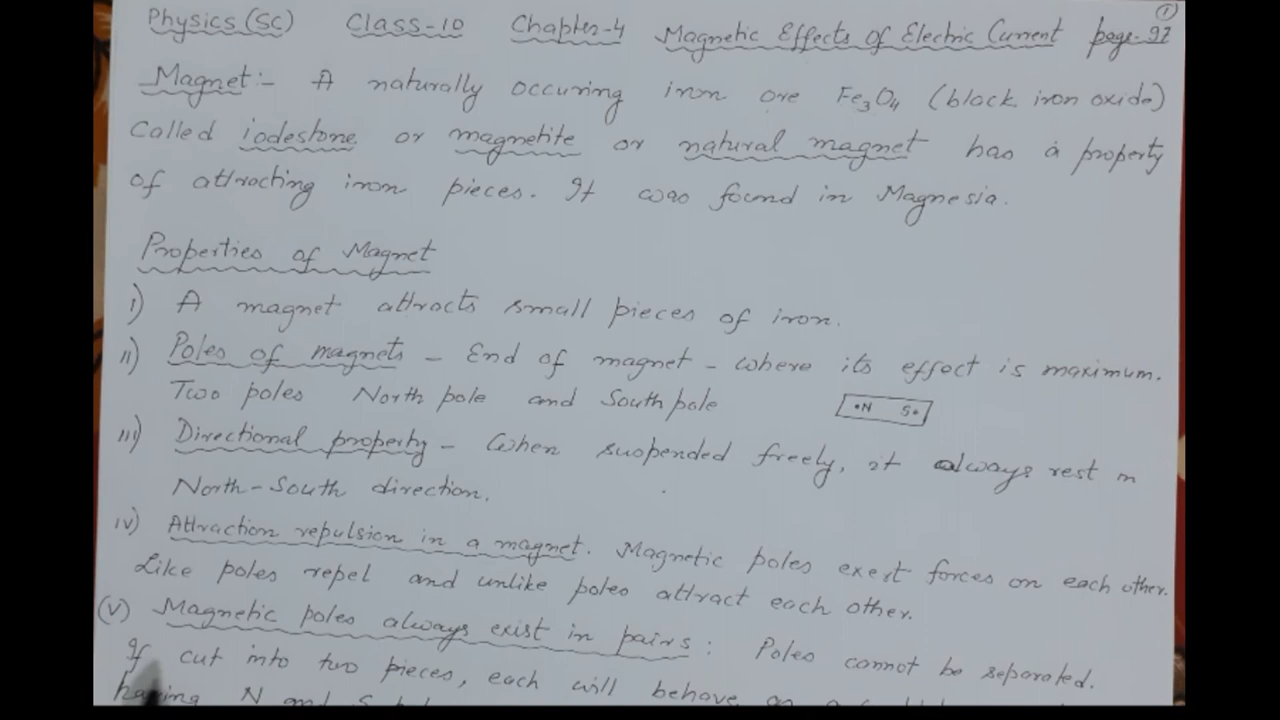 ①
Physics (SC) Class-10 Chapter-4 Magnetic Effects of Electric Current page-97
Magnet:- A naturally occuring iron ore Fe₃O₄ (black iron oxide)
Called iodestone or magnetite or natural magnet has a property
of attracting iron pieces. It was found in Magnesia.
Properties of Magnet
i) A magnet attracts small pieces of iron.
ii) Poles of magnets - End of magnet - where its effect is maximum.
Two poles North pole and South pole •N S•
iii) Directional property - When suspended freely, it always rest in
North-South direction.
iv) Attraction repulsion in a magnet. Magnetic poles exert forces on each other.
Like poles repel and unlike poles attract each other.
(v) Magnetic poles always exist in pairs : Poles cannot be separated.
If cut into two pieces, each will behave
having N and S